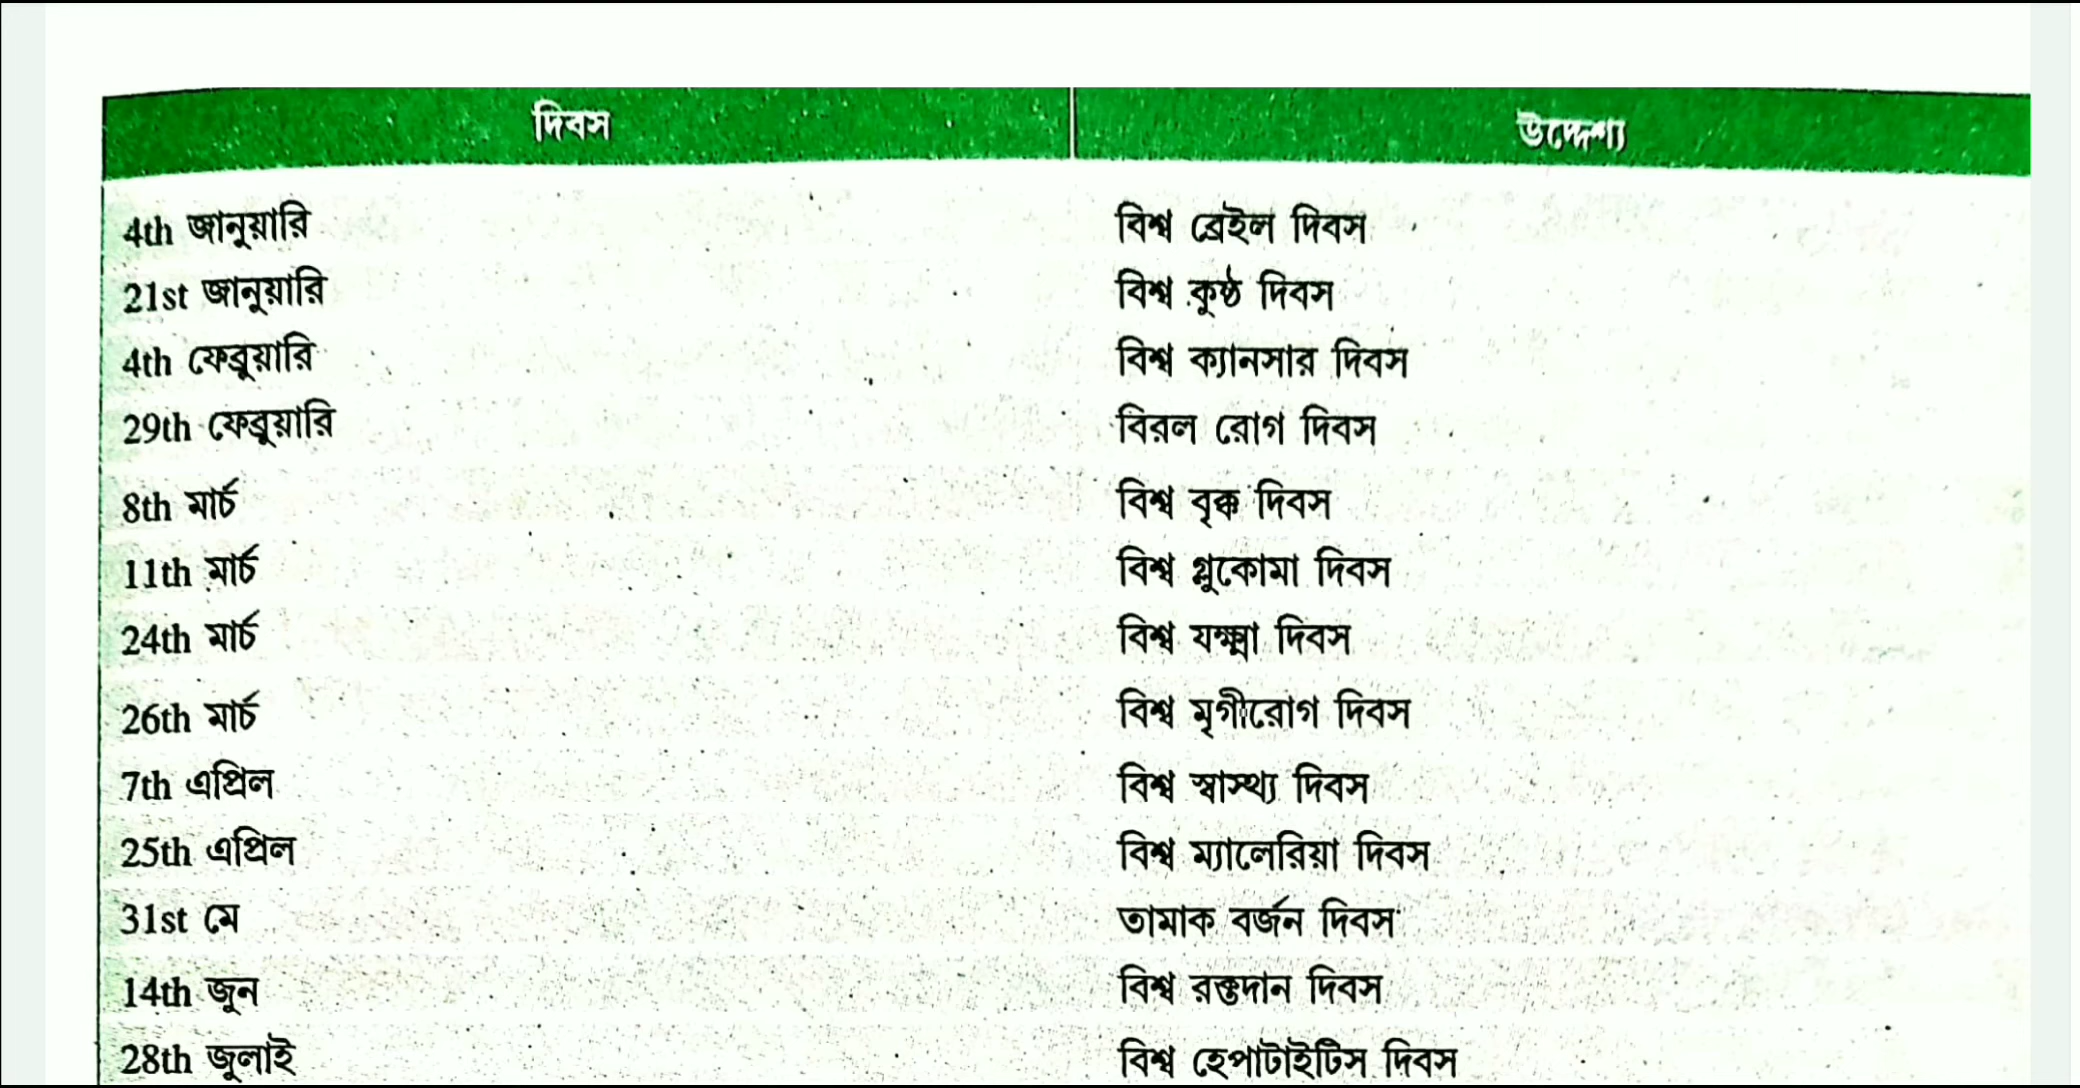 দিবস উদ্দেশ্য
4th জানুয়ারি বিশ্ব ব্রেইল দিবস
21st জানুয়ারি বিশ্ব কুষ্ঠ দিবস
4th ফেব্রুয়ারি বিশ্ব ক্যানসার দিবস
29th ফেব্রুয়ারি বিরল রোগ দিবস
8th মার্চ বিশ্ব বৃক্ক দিবস
11th মার্চ বিশ্ব গ্লুকোমা দিবস
24th মার্চ বিশ্ব যক্ষ্মা দিবস
26th মার্চ বিশ্ব মৃগীরোগ দিবস
7th এপ্রিল বিশ্ব স্বাস্থ্য দিবস
25th এপ্রিল বিশ্ব ম্যালেরিয়া দিবস
31st মে তামাক বর্জন দিবস
14th জুন বিশ্ব রক্তদান দিবস
28th জুলাই বিশ্ব হেপাটাইটিস দিবস